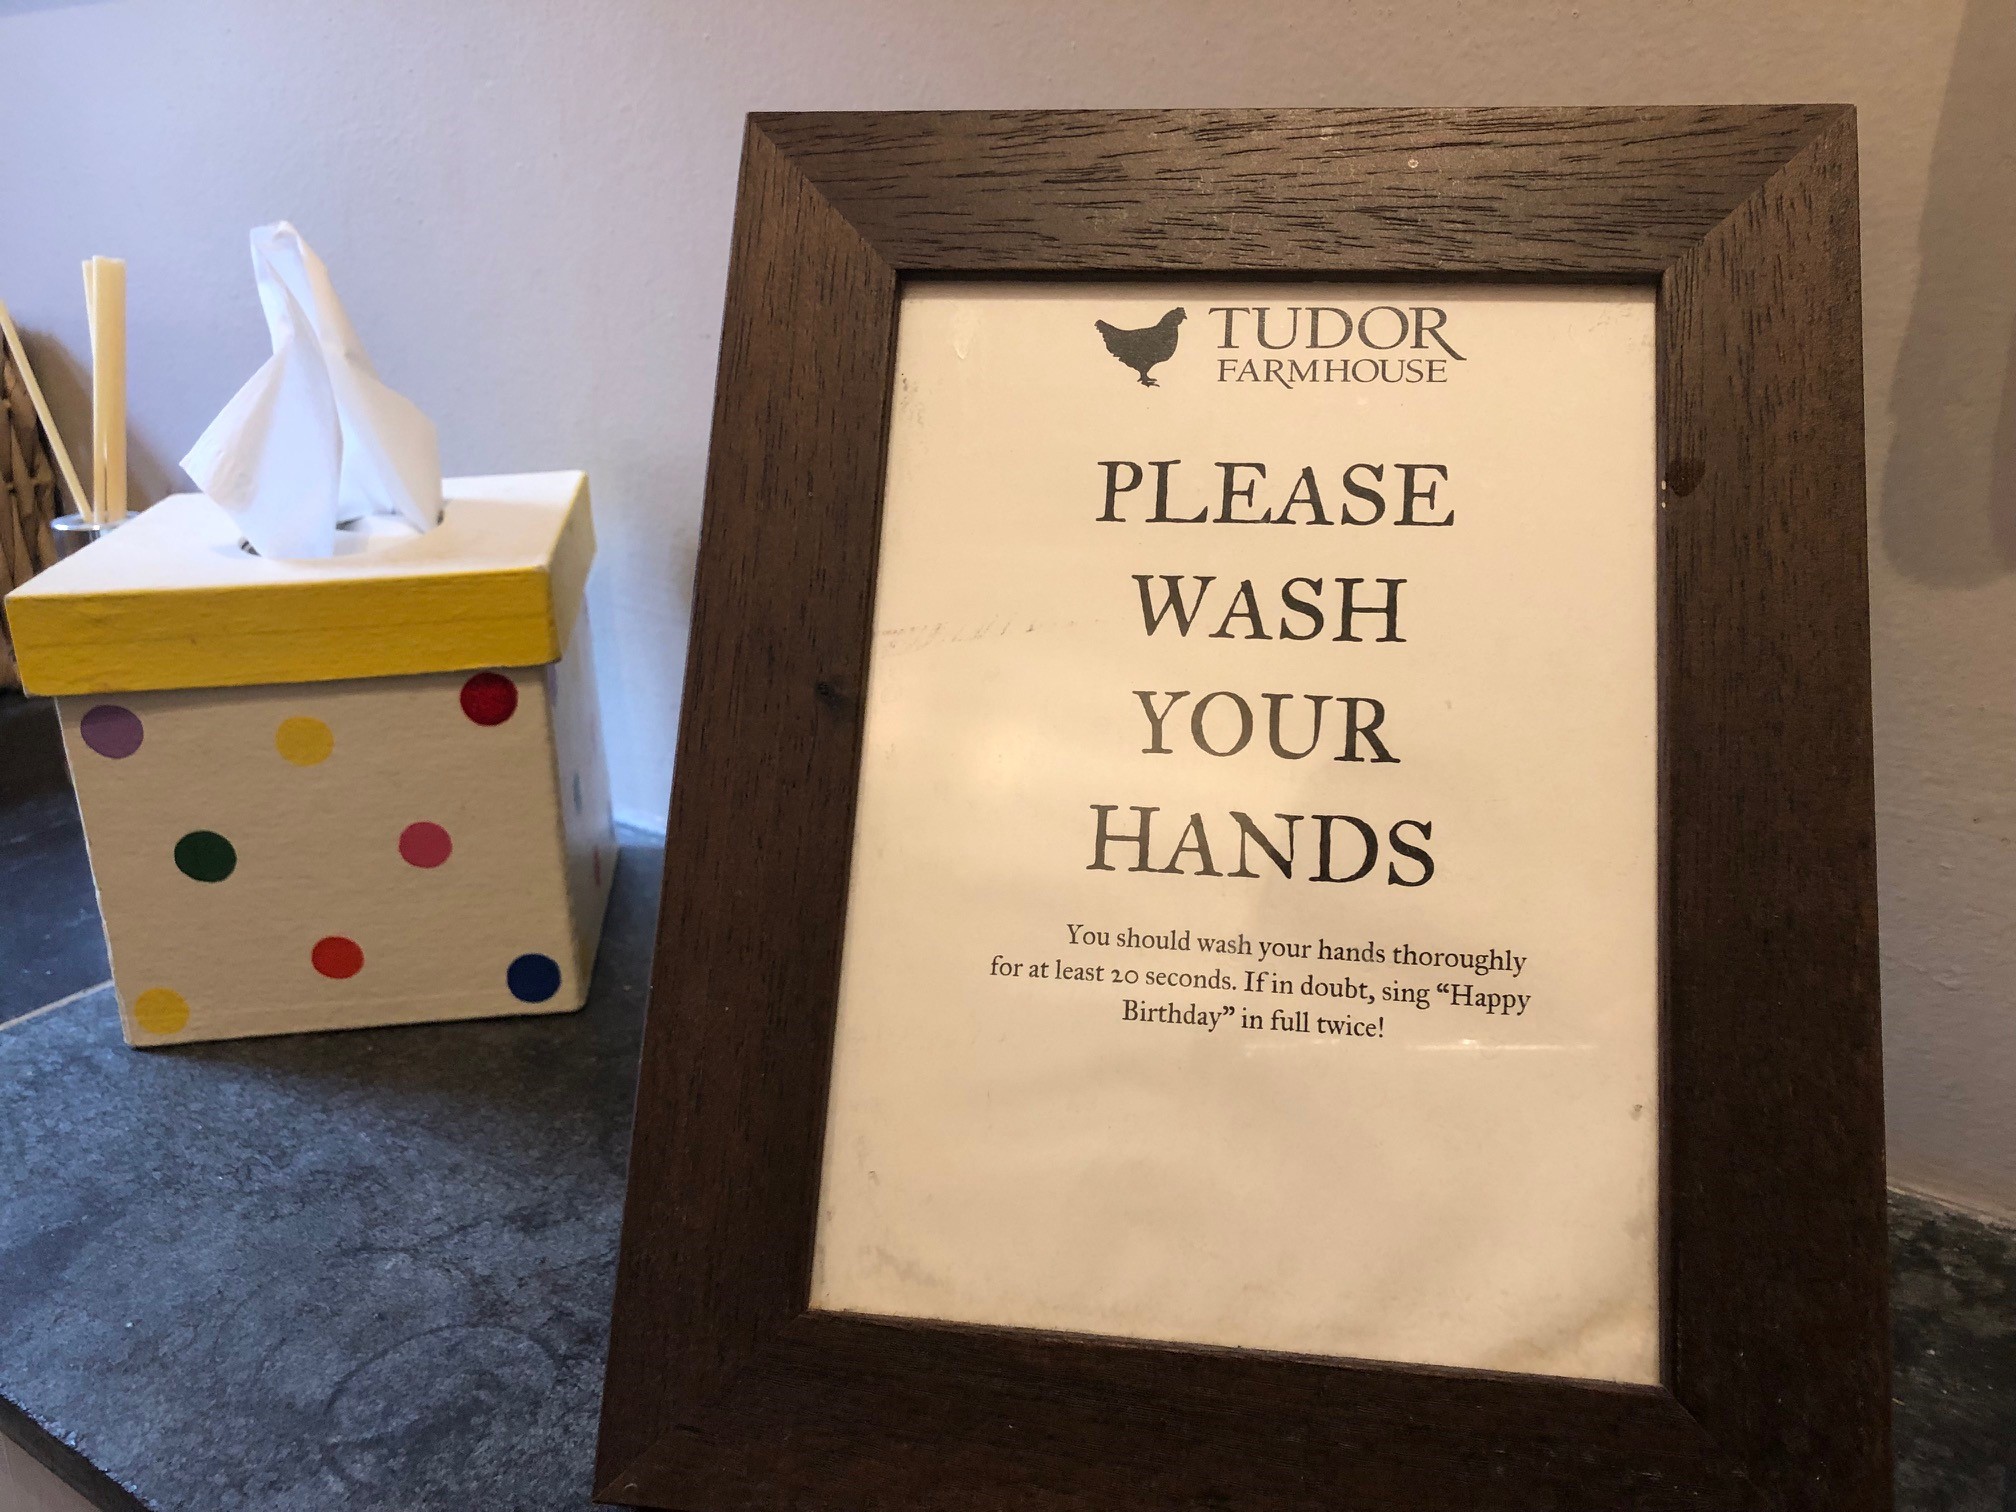 TUDOR
FARMHOUSE
PLEASE
WASH
YOUR
HANDS
You should wash your hands thoroughly
for at least 20 seconds. If in doubt, sing “Happy
Birthday” in full twice!